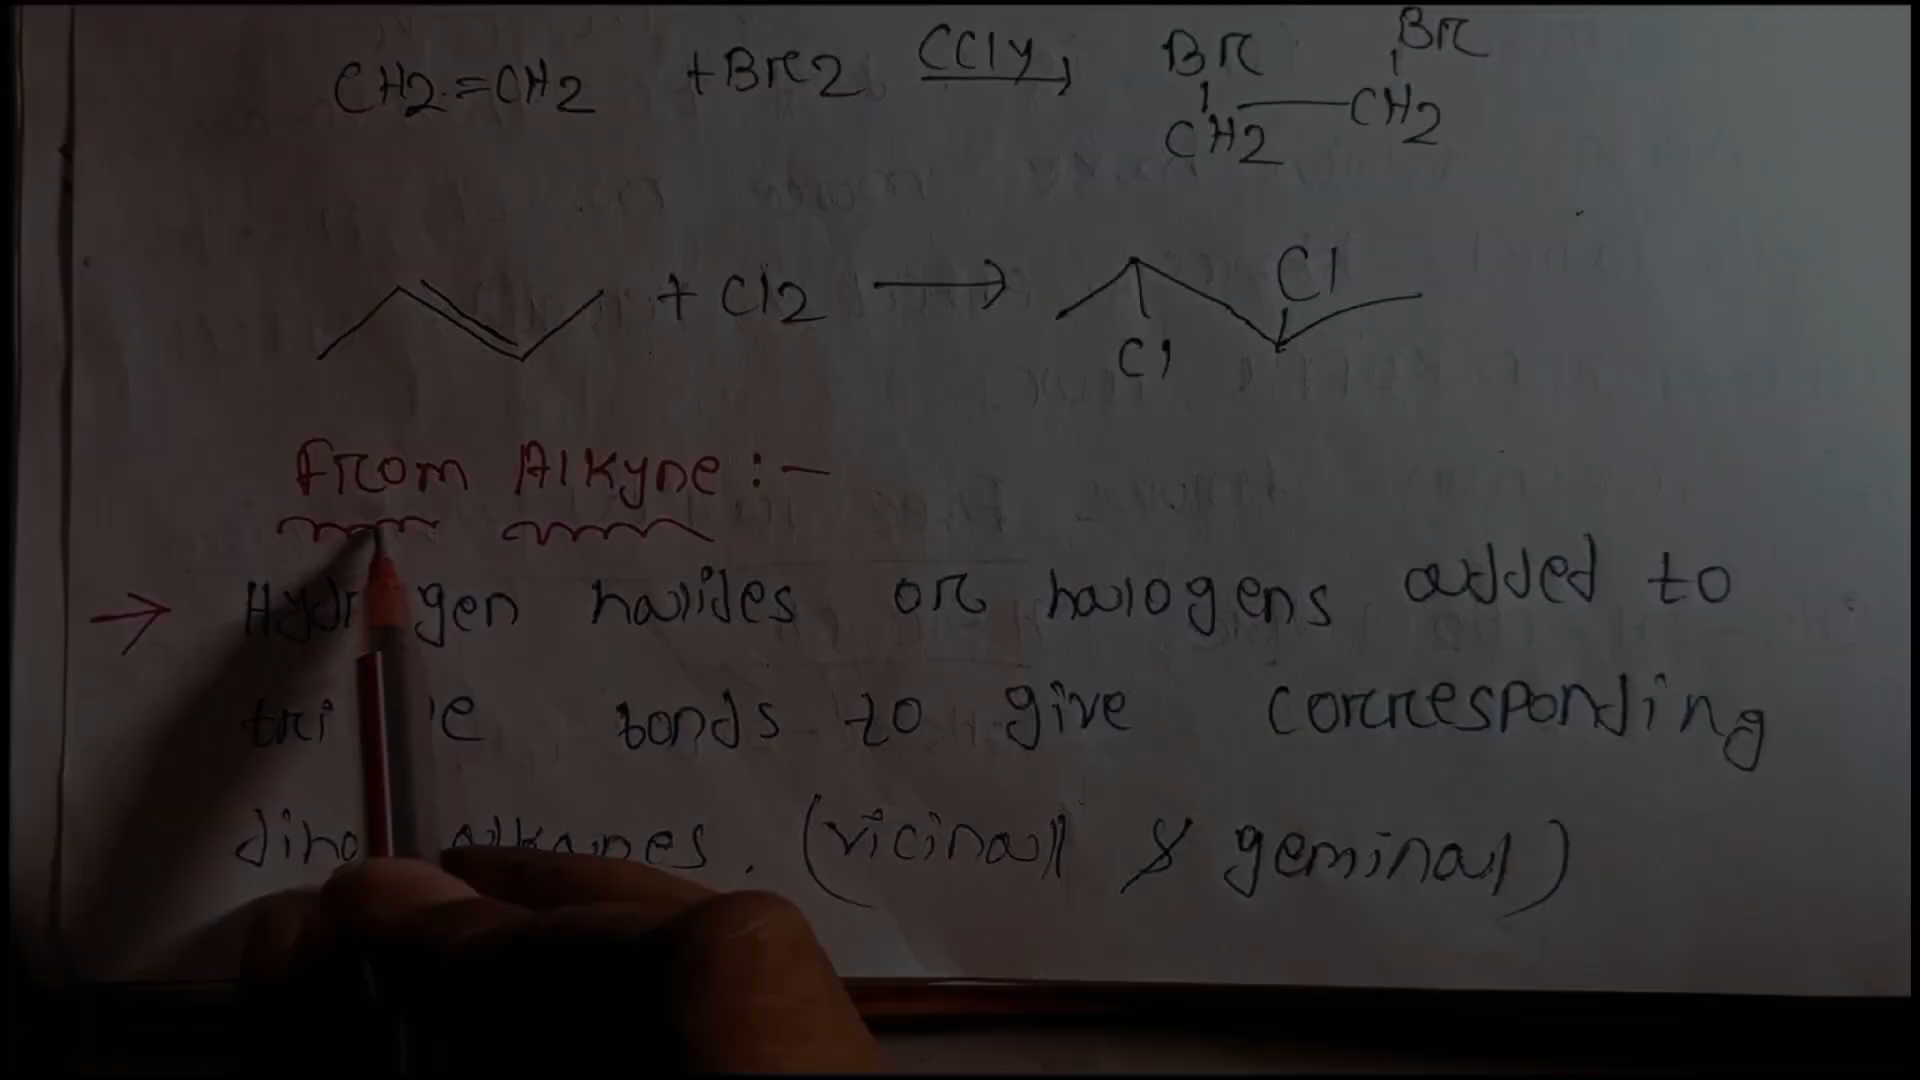 Br Br
CH2=CH2 +Br2 CCl4
CH2 CH2
+ Cl2 Cl
Cl
From Alkyne :-
→ gen halides or halogens added to
bonds to give corresponding
(vicinal & geminal)